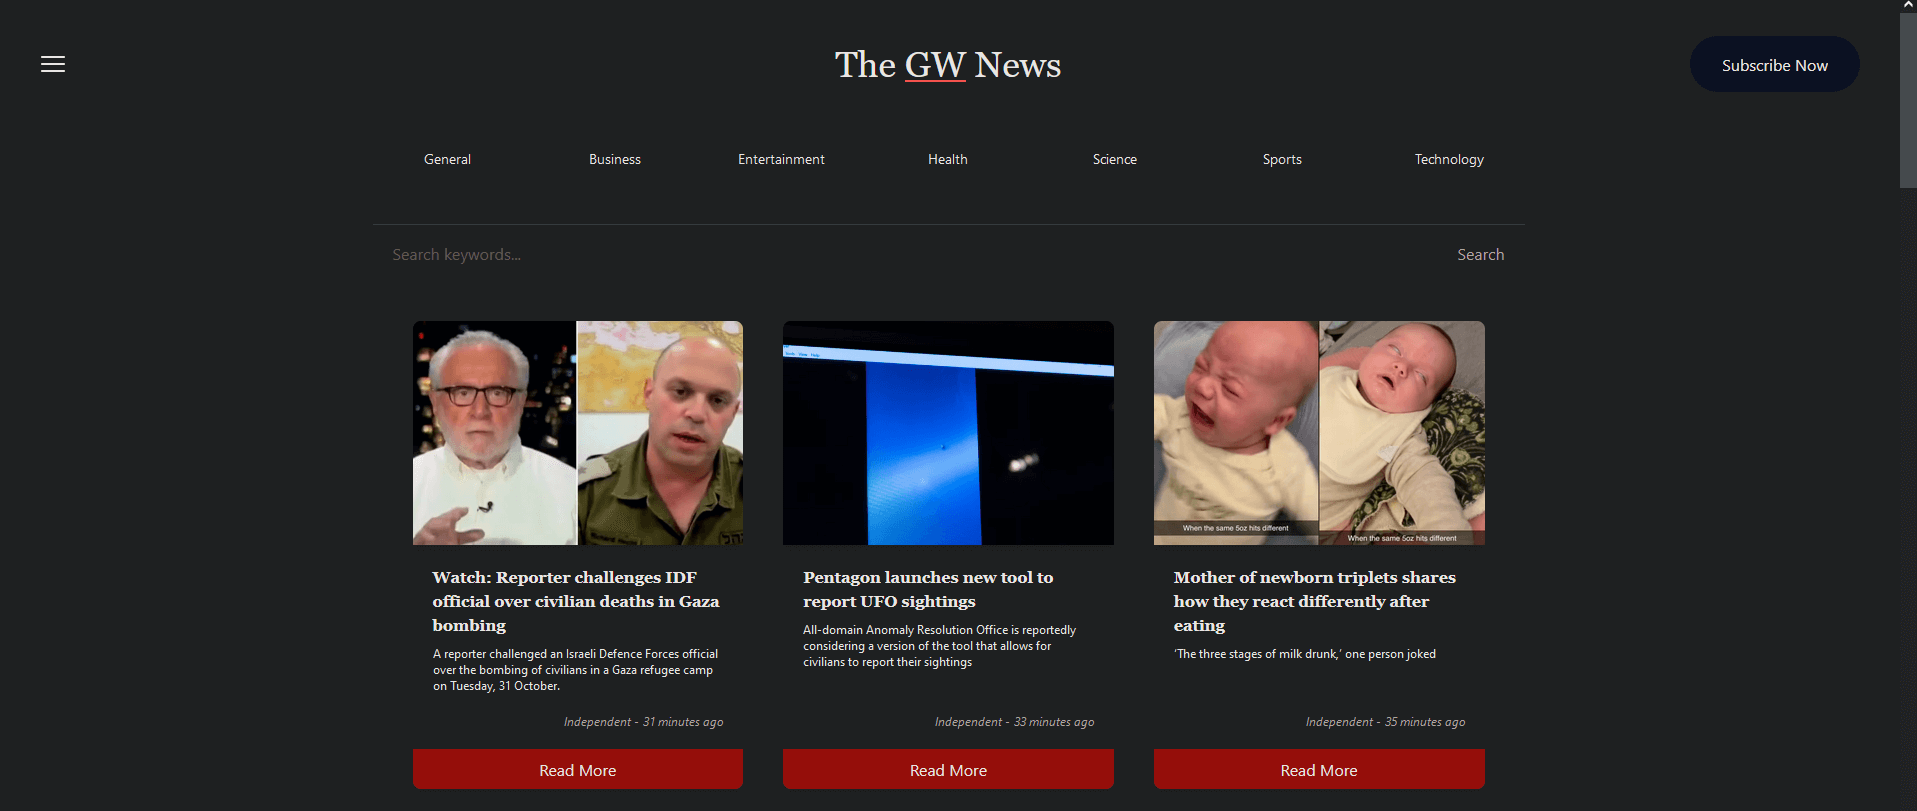 The GW News
Subscribe Now
General
Business
Entertainment
Health
Science
Sports
Technology
Search keywords...
Search
Tools View Help
When the same 5oz hits different
When the same 5oz hits different
Watch: Reporter challenges IDF
official over civilian deaths in Gaza
bombing
A reporter challenged an Israeli Defence Forces official
over the bombing of civilians in a Gaza refugee camp
on Tuesday, 31 October.
Independent - 31 minutes ago
Read More
Pentagon launches new tool to
report UFO sightings
All-domain Anomaly Resolution Office is reportedly
considering a version of the tool that allows for
civilians to report their sightings
Independent - 33 minutes ago
Read More
Mother of newborn triplets shares
how they react differently after
eating
‘The three stages of milk drunk,’ one person joked
Independent - 35 minutes ago
Read More